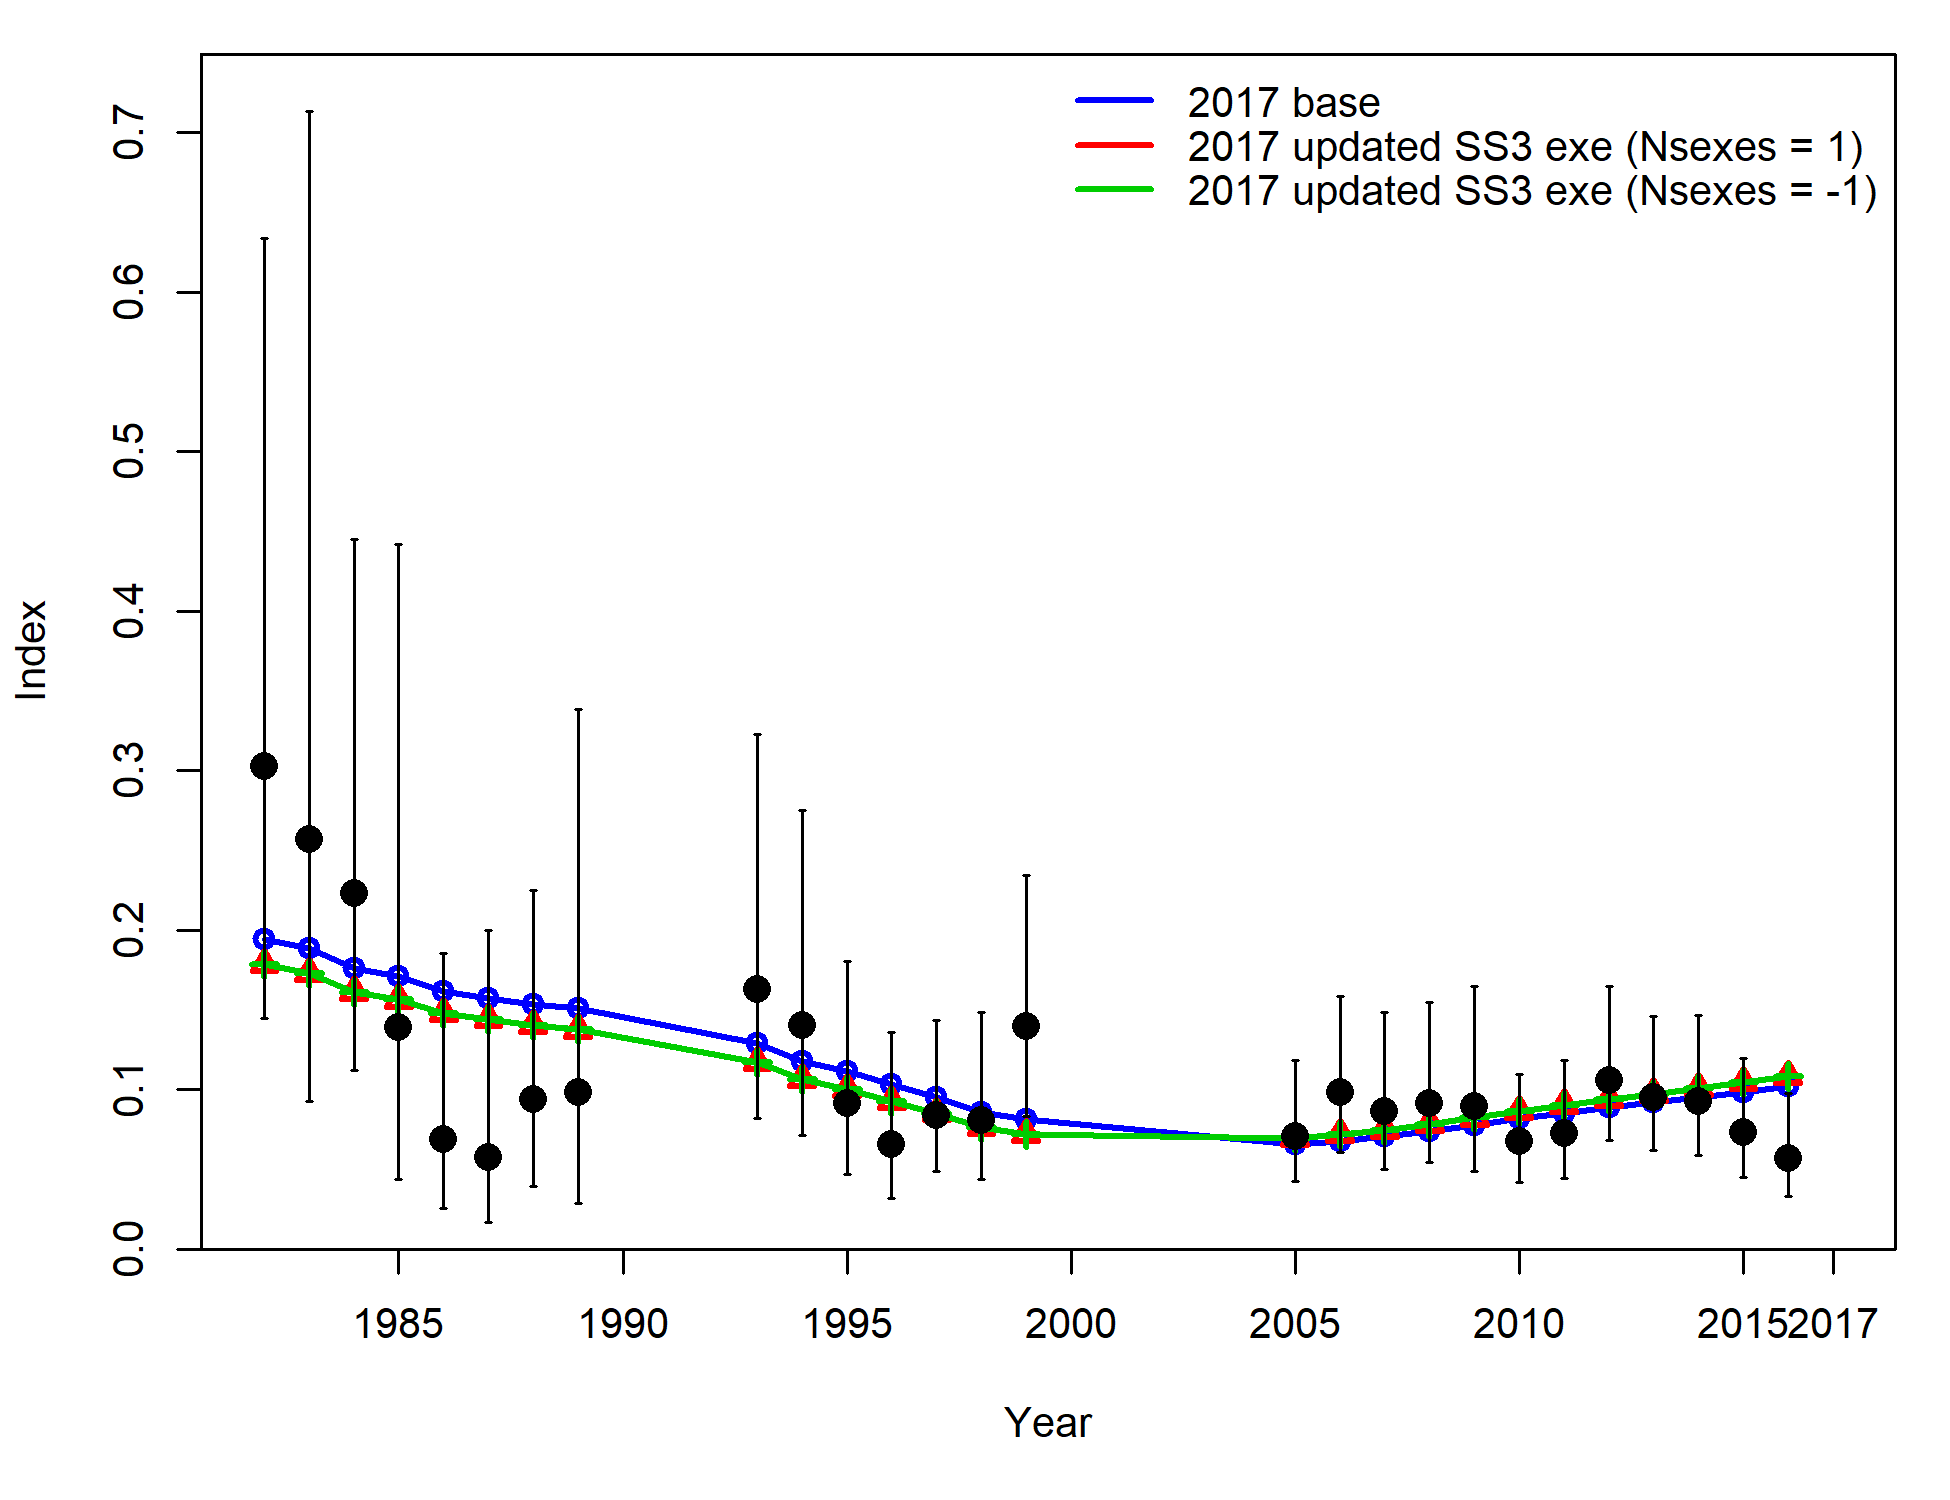 2017 base
2017 updated SS3 exe (Nsexes = 1)
2017 updated SS3 exe (Nsexes = -1)
0.7
0.6
0.5
0.4
0.3
0.2
0.1
0.0
Index
1985 1990 1995 2000 2005 2010 2015 2017
Year